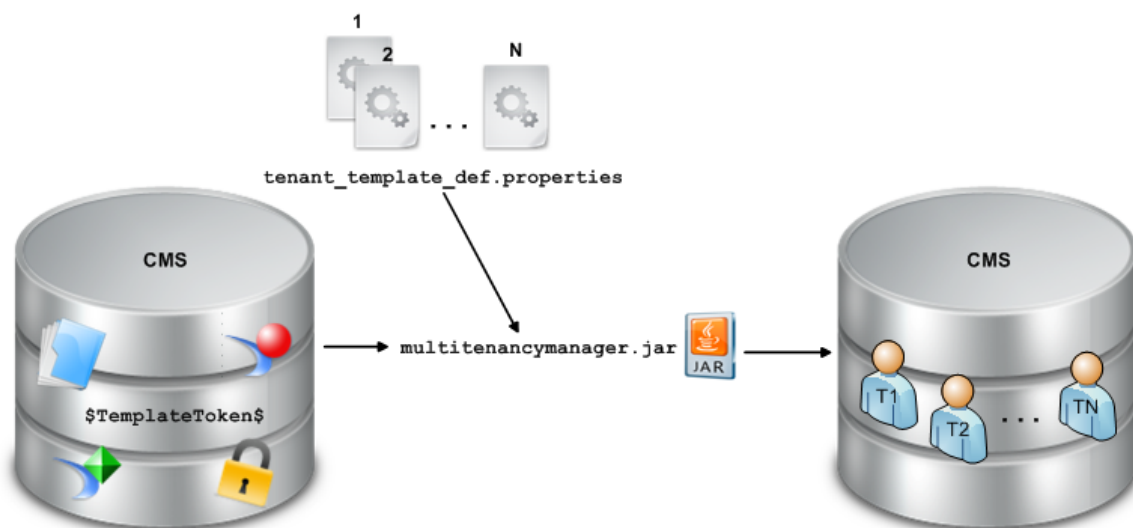 1
2
N
...
tenant_template_def.properties
CMS
CMS
multitenancymanager.jar
JAR
$TemplateToken$
T1
T2
...
TN